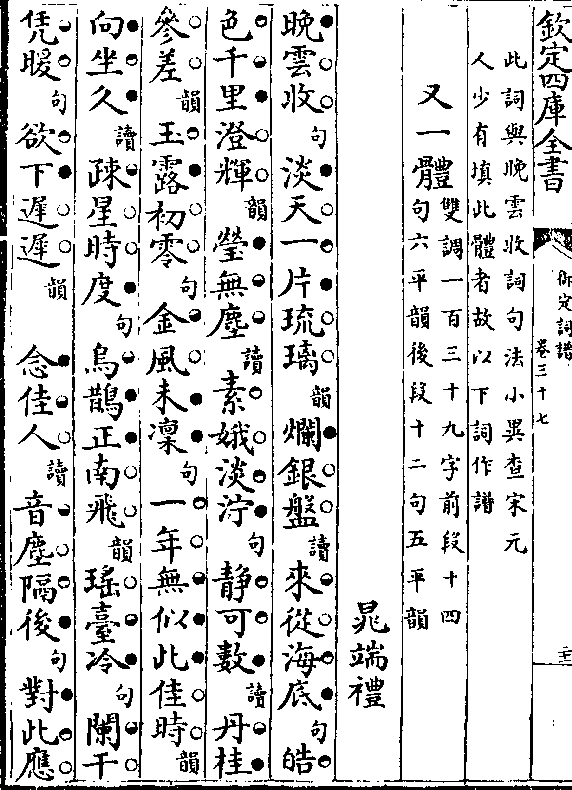 欽定四庫全書
御定詞譜
卷三十七
此詞與晚雲收詞句法小異查宋元
人少有填此體者故以下詞作譜
又一體
雙調一百三十九字前段十四
句六平韻後段十二句五平韻
晁端禮
晚雲收句淡天一片琉璃韻爛銀盤讀來從海底句皓
色千里澄輝韻瑩無塵讀素娥淡泞句靜可數讀丹桂
參差韻玉露初零句金風未凜句一年無似此佳時韻
向坐久讀疎星時度句烏鵲正南飛韻瑤臺冷句闌干
凭暖句欲下遲遲韻念佳人讀音塵隔後句對此應